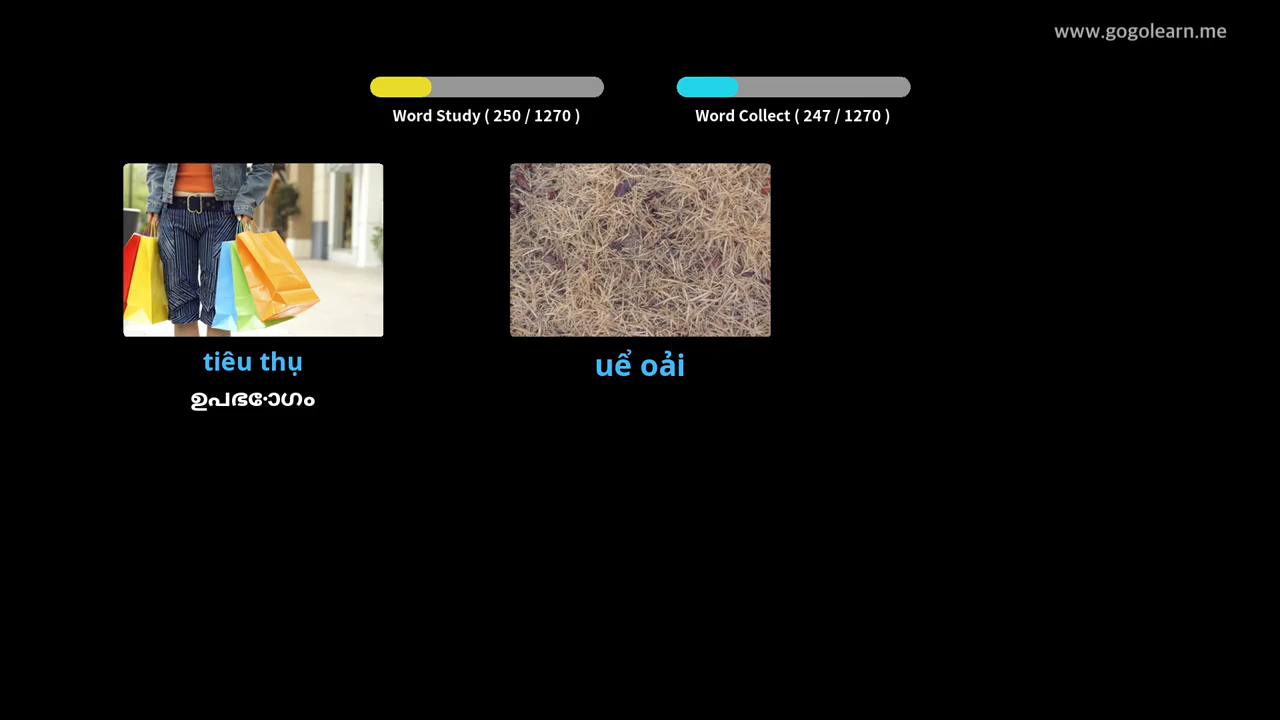 www.gogolearn.me
Word Study ( 250 / 1270 )
Word Collect ( 247 / 1270 )
tiêu thụ
ഉപഭോഗം
uể oải